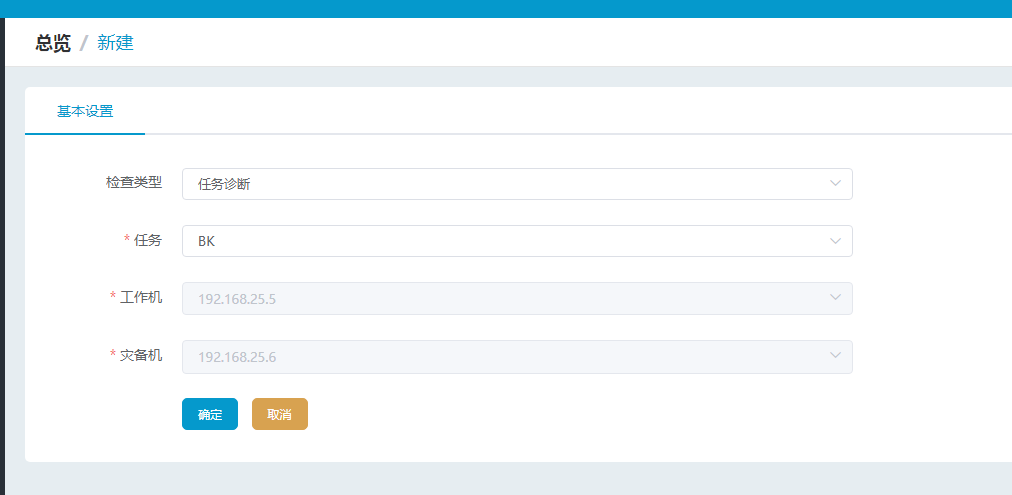 总览 / 新建
基本设置
检查类型 任务诊断
* 任务 BK
* 工作机 192.168.25.5
* 灾备机 192.168.25.6
确定 取消